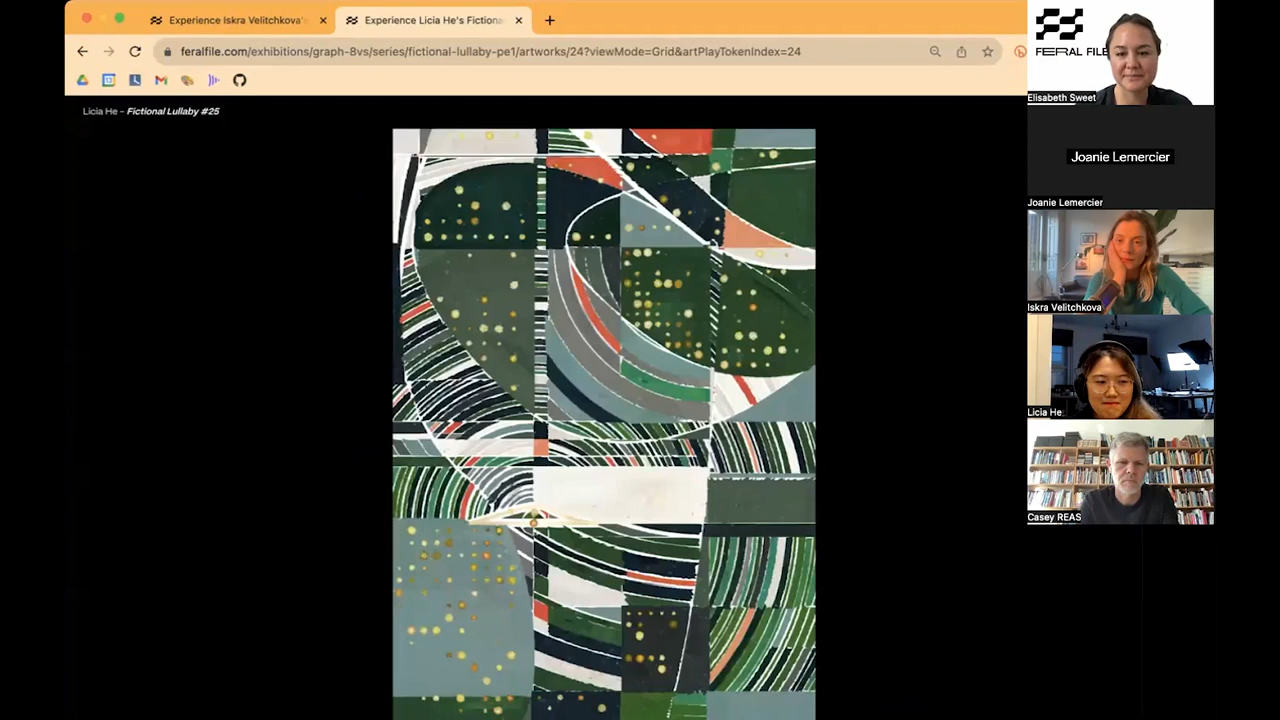 Experience Iskra Velitchkova's
Experience Licia He's Fictiona
feralfile.com/exhibitions/graph-8vs/series/fictional-lullaby-pe1/artworks/24?viewMode=Grid&artPlayTokenIndex=24
Licia He – Fictional Lullaby #25
FERAL FILE
Elisabeth Sweet
Joanie Lemercier
Joanie Lemercier
Iskra Velitchkova
Licia He
Casey REAS